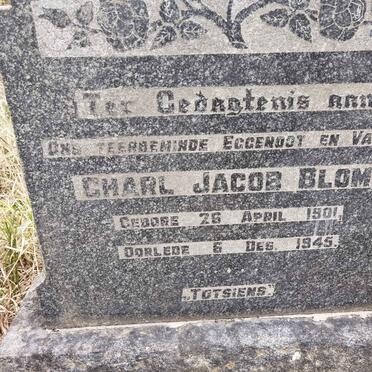 Ter Gedagtenis aan
ONS TEERBEMINDE EGGENOOT EN VA
CHARL JACOB BLOM
GEBORE 26 APRIL 1901,
OORLEDE 6 DES. 1945.
"TOTSIENS"